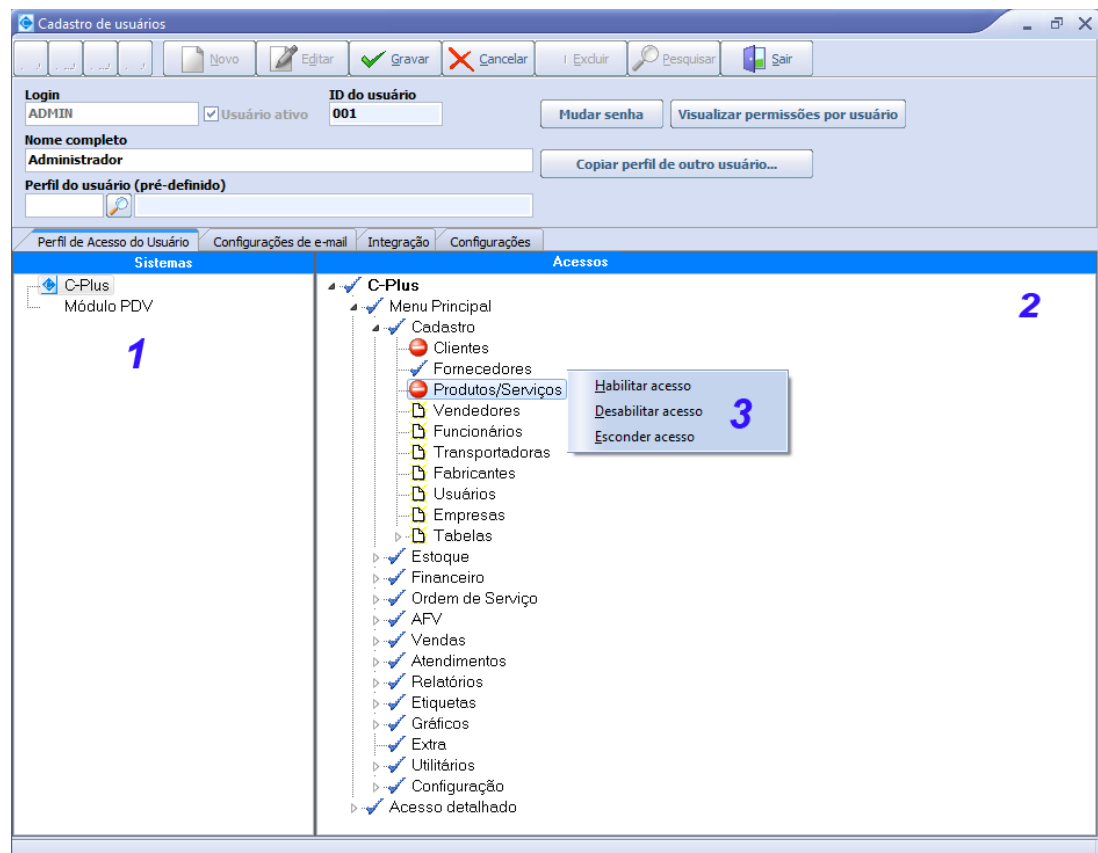 Cadastro de usuários
Novo Editar Gravar Cancelar Excluir Pesquisar Sair
Login ID do usuário
ADMIN Usuário ativo 001 Mudar senha Visualizar permissões por usuário
Nome completo
Administrador Copiar perfil de outro usuário...
Perfil do usuário (pré-definido)
Perfil de Acesso do Usuário Configurações de e-mail Integração Configurações
Sistemas Acessos
C-Plus
Módulo PDV
1
C-Plus
Menu Principal
2
Cadastro
Clientes
Fornecedores
Produtos/Serviços
Habilitar acesso
Desabilitar acesso
Esconder acesso
3
Vendedores
Funcionários
Transportadoras
Fabricantes
Usuários
Empresas
Tabelas
Estoque
Financeiro
Ordem de Serviço
AFV
Vendas
Atendimentos
Relatórios
Etiquetas
Gráficos
Extra
Utilitários
Configuração
Acesso detalhado